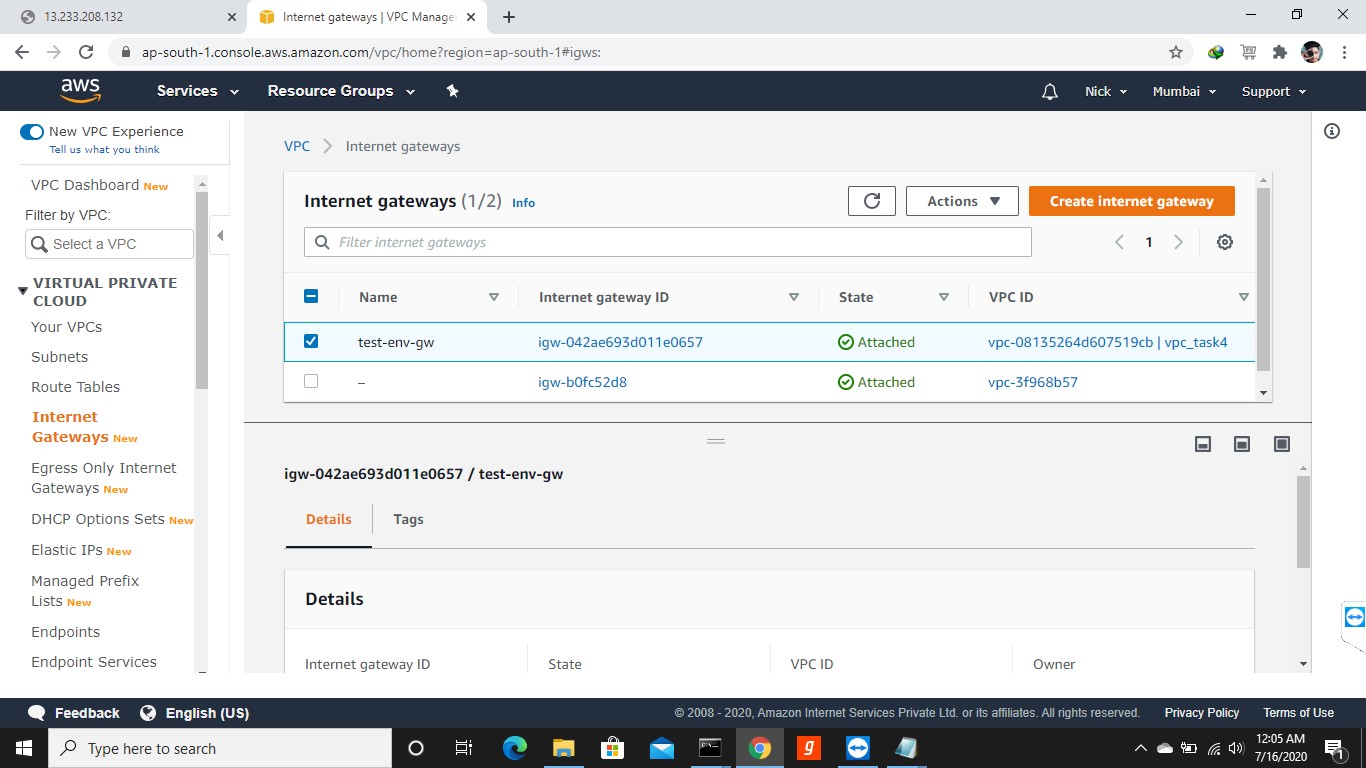 13.233.208.132
Internet gateways | VPC Manage
ap-south-1.console.aws.amazon.com/vpc/home?region=ap-south-1#igws:
aws
Services
Resource Groups
Nick
Mumbai
Support
New VPC Experience
Tell us what you think
VPC Dashboard New
Filter by VPC:
Select a VPC
VIRTUAL PRIVATE
CLOUD
Your VPCs
Subnets
Route Tables
Internet
Gateways New
Egress Only Internet
Gateways New
DHCP Options Sets New
Elastic IPs New
Managed Prefix
Lists New
Endpoints
Endpoint Services
VPC
Internet gateways
Internet gateways (1/2) Info
Actions
Create internet gateway
Filter internet gateways
1
Name
Internet gateway ID
State
VPC ID
test-env-gw
igw-042ae693d011e0657
Attached
vpc-08135264d607519cb | vpc_task4
–
igw-b0fc52d8
Attached
vpc-3f968b57
igw-042ae693d011e0657 / test-env-gw
Details
Tags
Details
Internet gateway ID
State
VPC ID
Owner
Feedback
English (US)
© 2008 - 2020, Amazon Internet Services Private Ltd. or its affiliates. All rights reserved.
Privacy Policy
Terms of Use
Type here to search
g
12:05 AM
7/16/2020
1